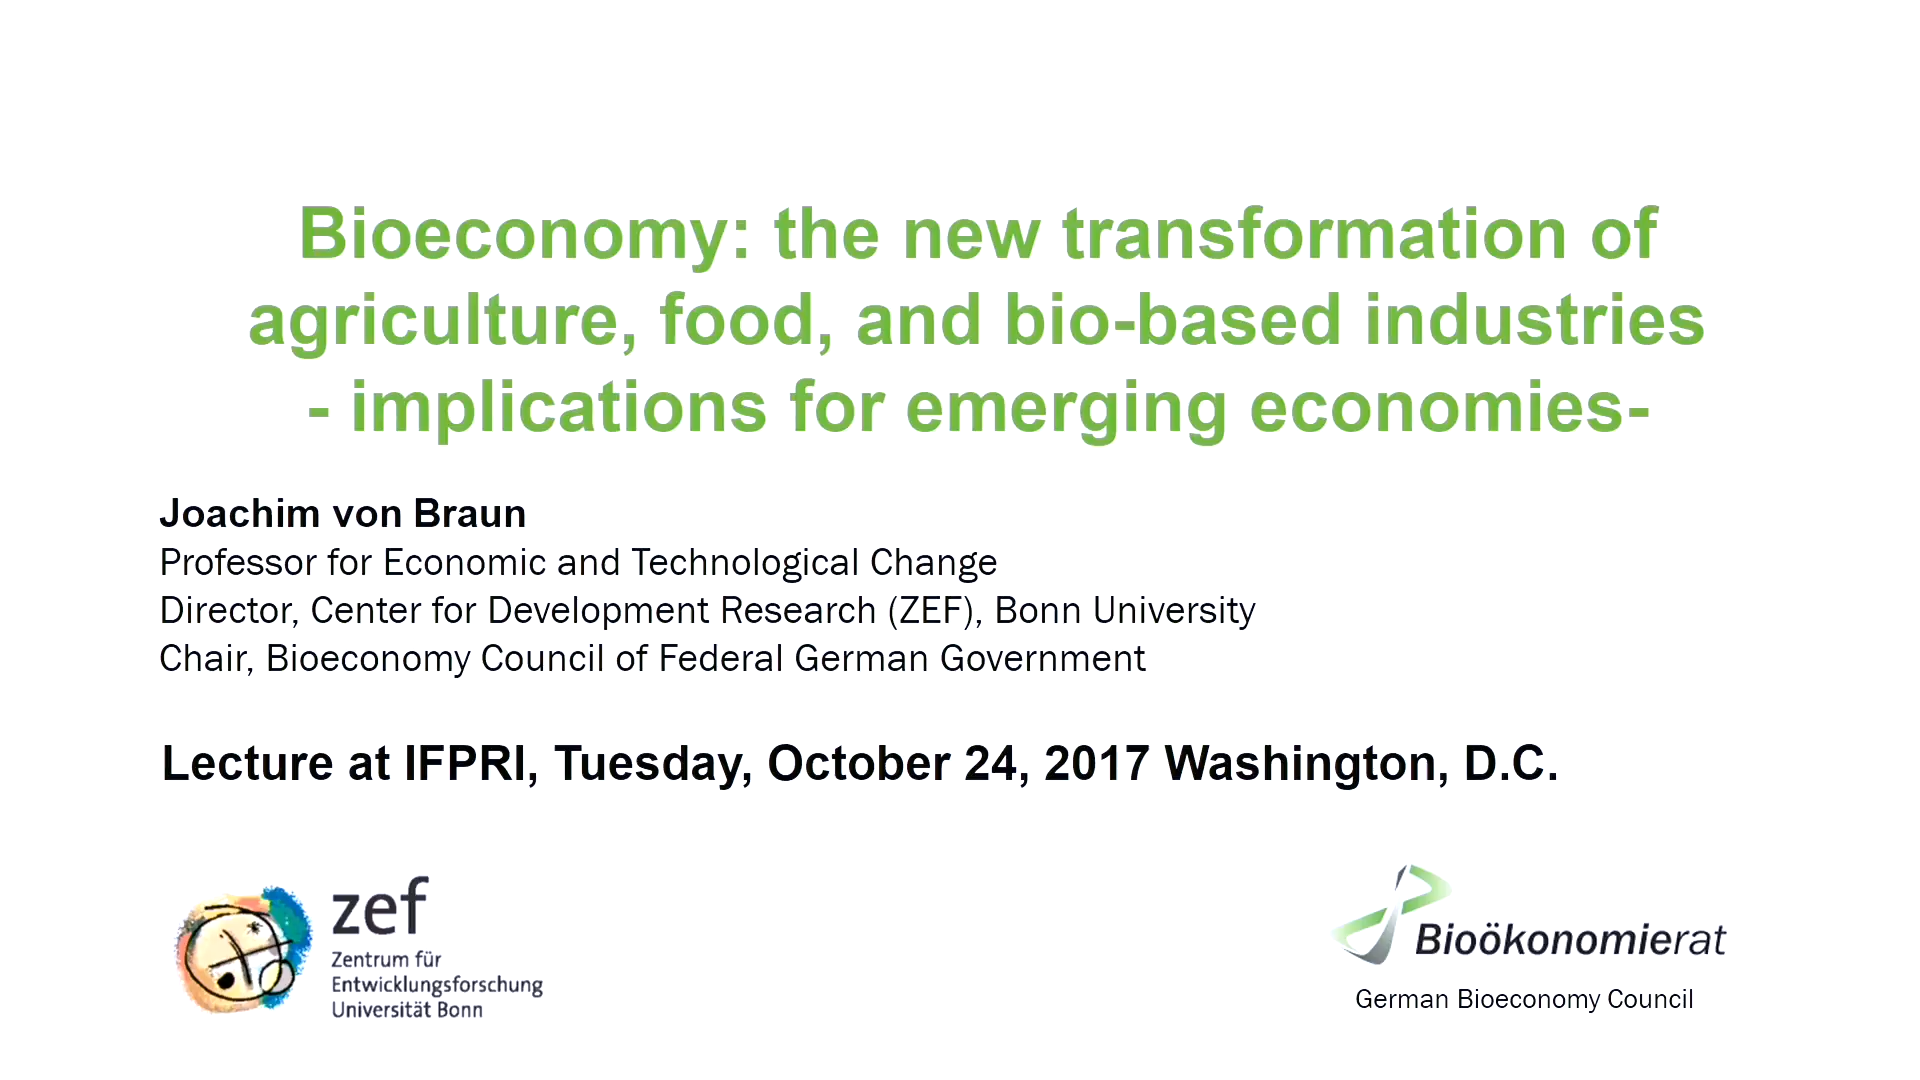 Bioeconomy: the new transformation of
agriculture, food, and bio-based industries
- implications for emerging economies-
Joachim von Braun
Professor for Economic and Technological Change
Director, Center for Development Research (ZEF), Bonn University
Chair, Bioeconomy Council of Federal German Government
Lecture at IFPRI, Tuesday, October 24, 2017 Washington, D.C.
zef
Zentrum für
Entwicklungsforschung
Universität Bonn
Bioökonomierat
German Bioeconomy Council